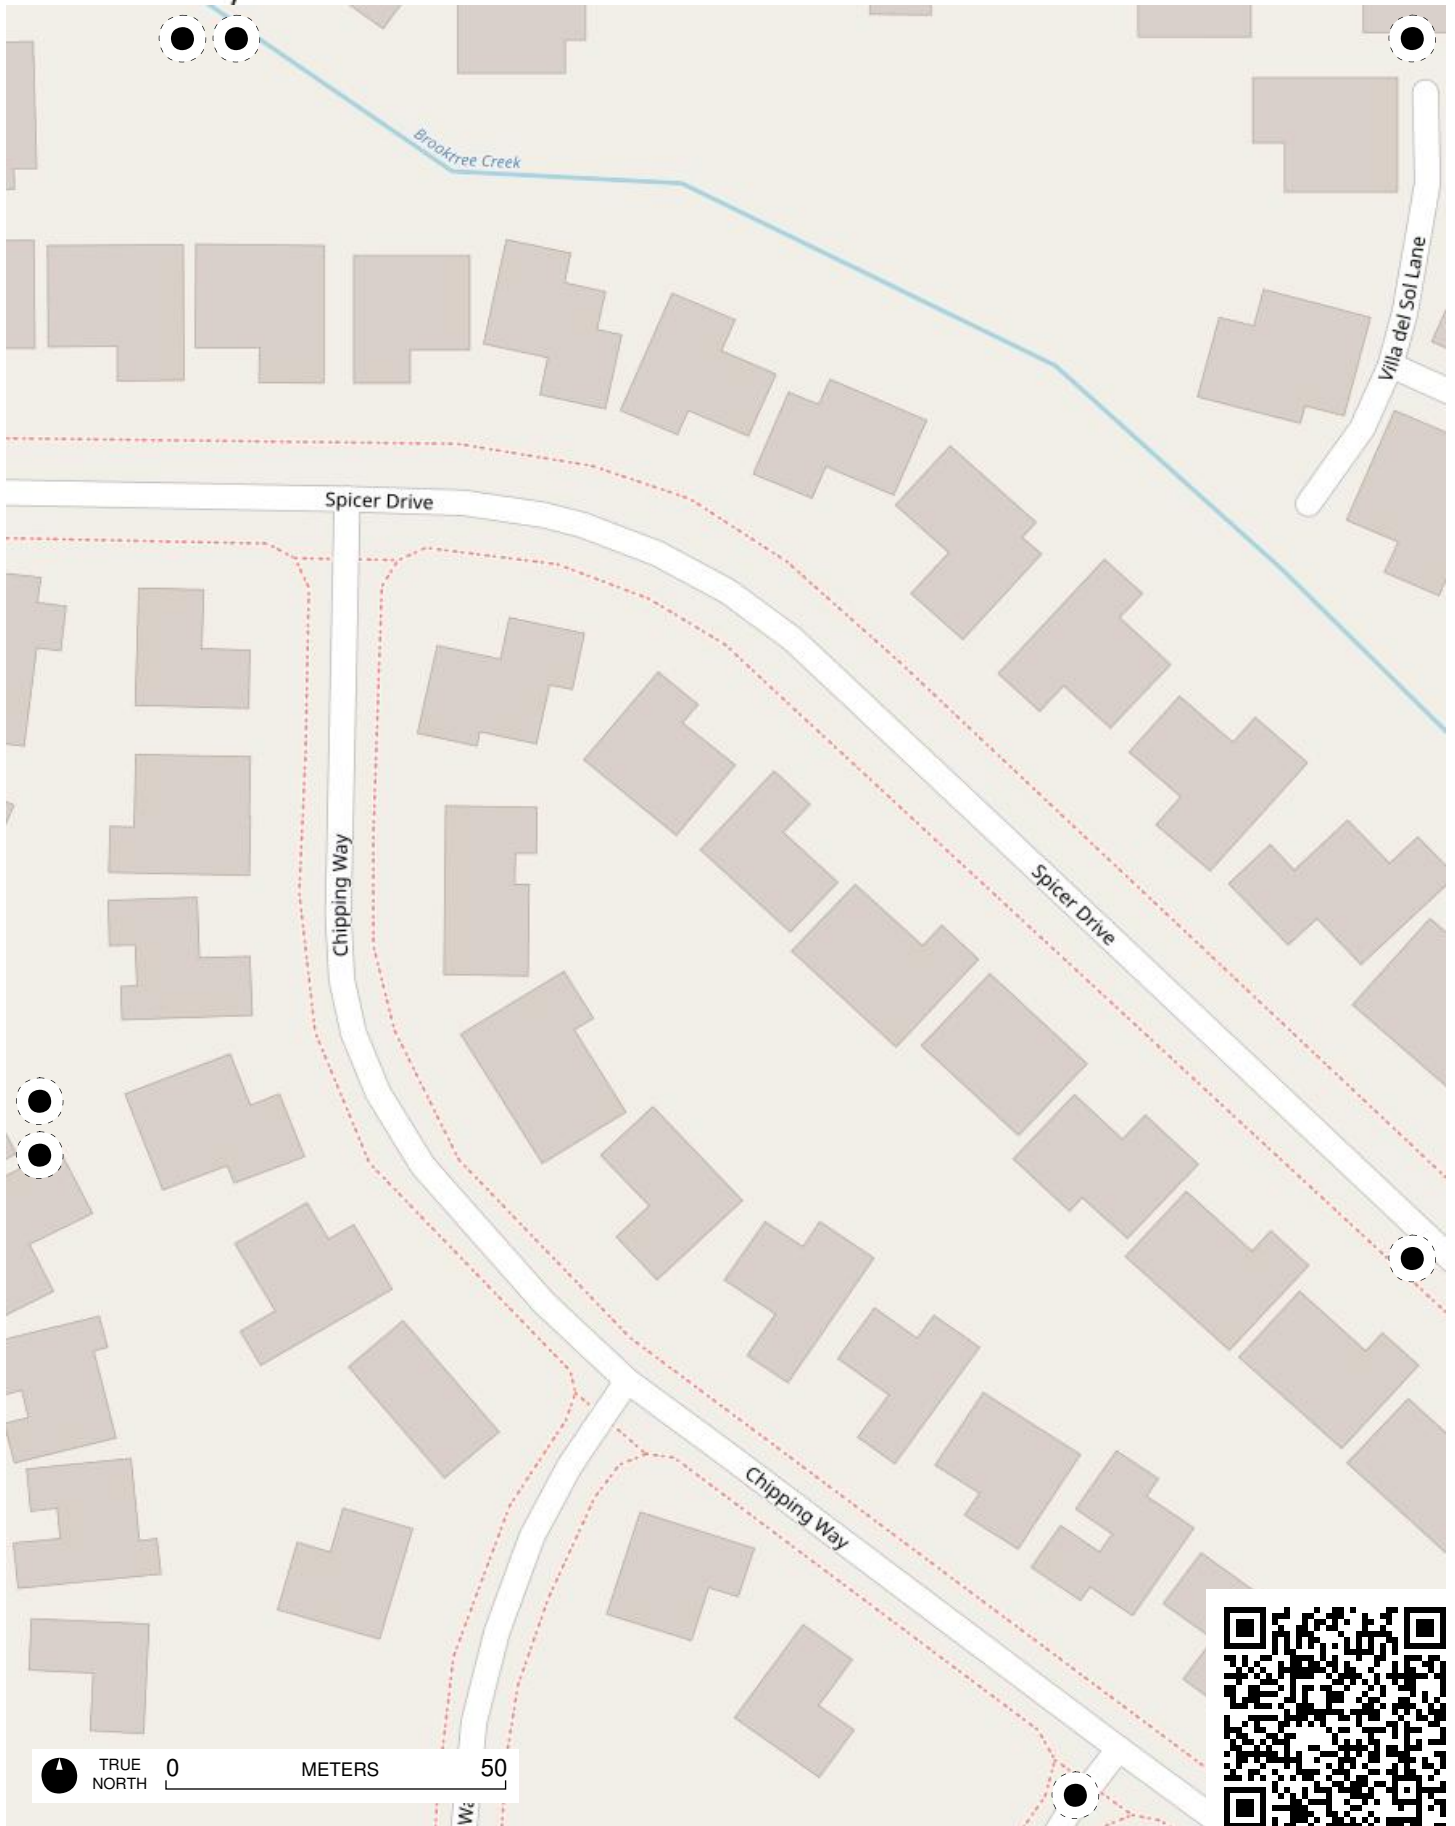 Brooktree Creek
Villa del Sol Lane
Spicer Drive
Chipping Way
Spicer Drive
Chipping Way
TRUE
NORTH
0 METERS 50